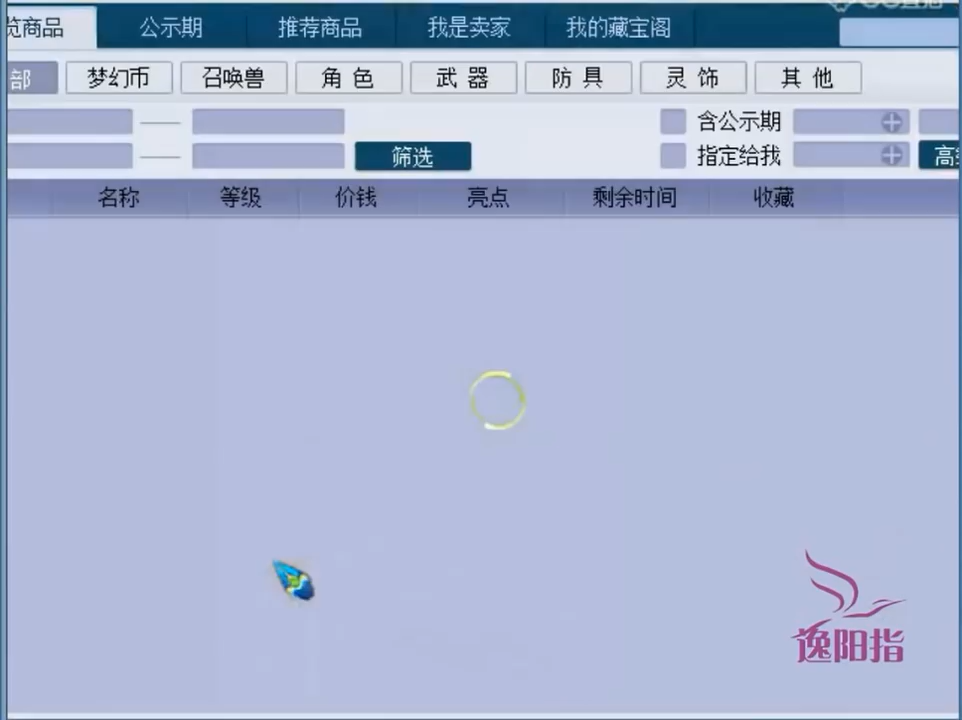 览商品 公示期 推荐商品 我是卖家 我的藏宝阁
部 梦幻币 召唤兽 角色 武器 防具 灵饰 其他
含公示期
筛选 指定给我 高级
名称 等级 价钱 亮点 剩余时间 收藏
逸阳指